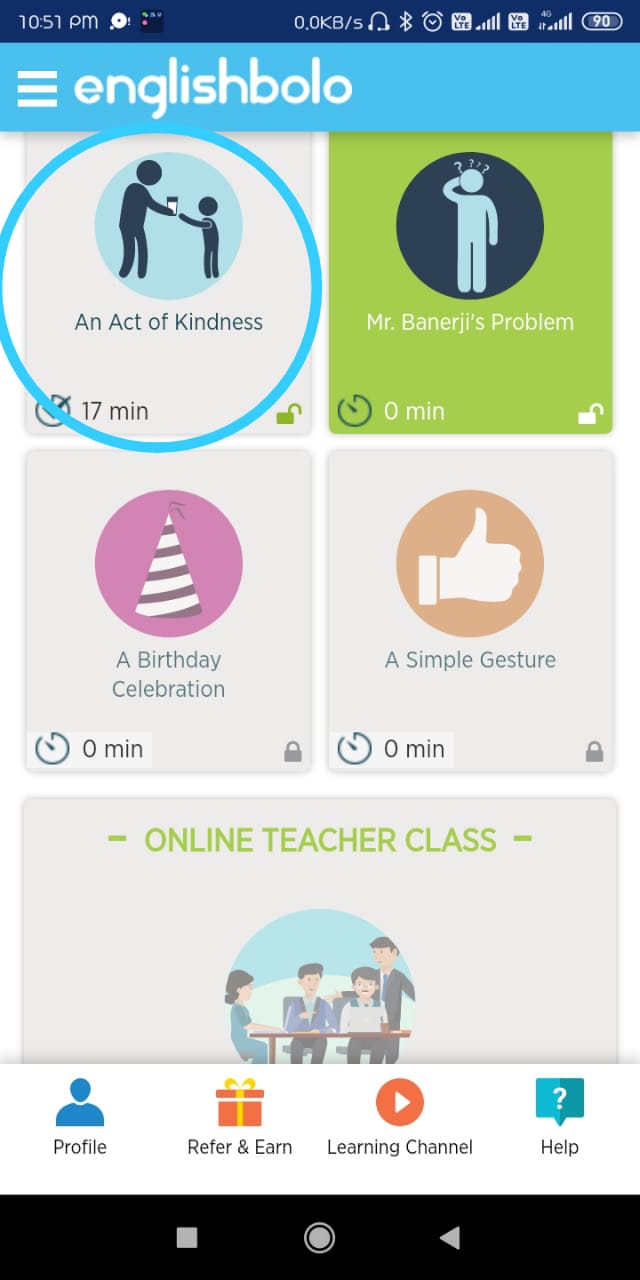 10:51 PM 0.0KB/s Vo LTE Vo LTE 4G 90
englishbolo
? ? ? ?
An Act of Kindness
Mr. Banerji's Problem
17 min
0 min
A Birthday
Celebration
A Simple Gesture
0 min
0 min
- ONLINE TEACHER CLASS -
?
Profile
Refer & Earn
Learning Channel
Help